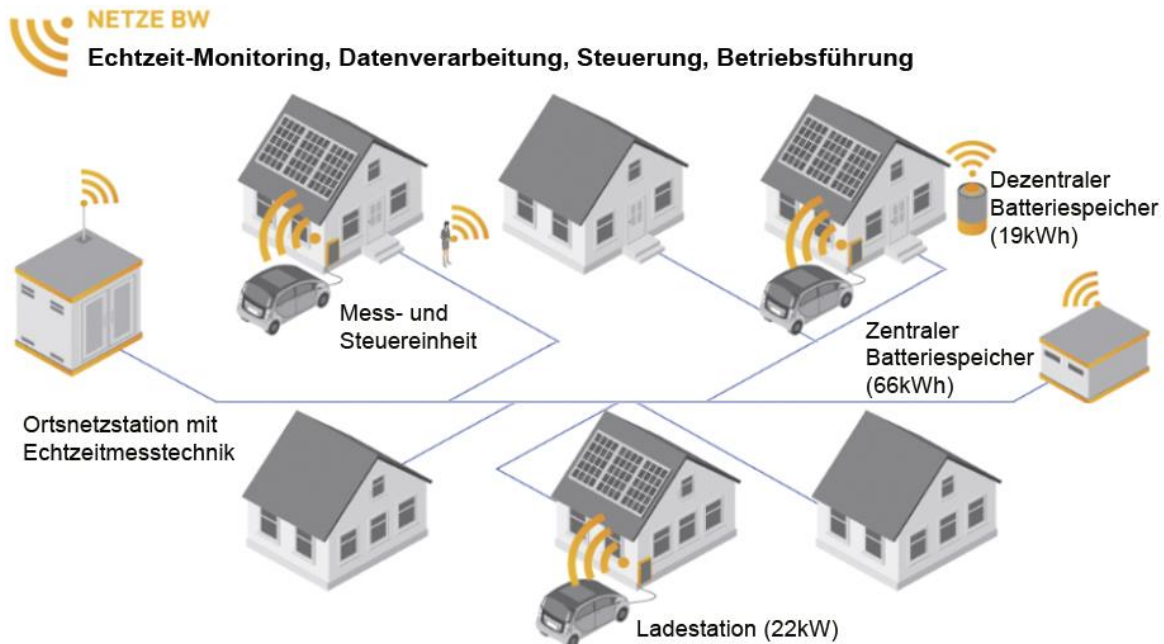 NETZE BW
Echtzeit-Monitoring, Datenverarbeitung, Steuerung, Betriebsführung
Dezentraler
Batteriespeicher
(19kWh)
Mess- und
Steuereinheit
Zentraler
Batteriespeicher
(66kWh)
Ortsnetzstation mit
Echtzeitmesstechnik
Ladestation (22kW)